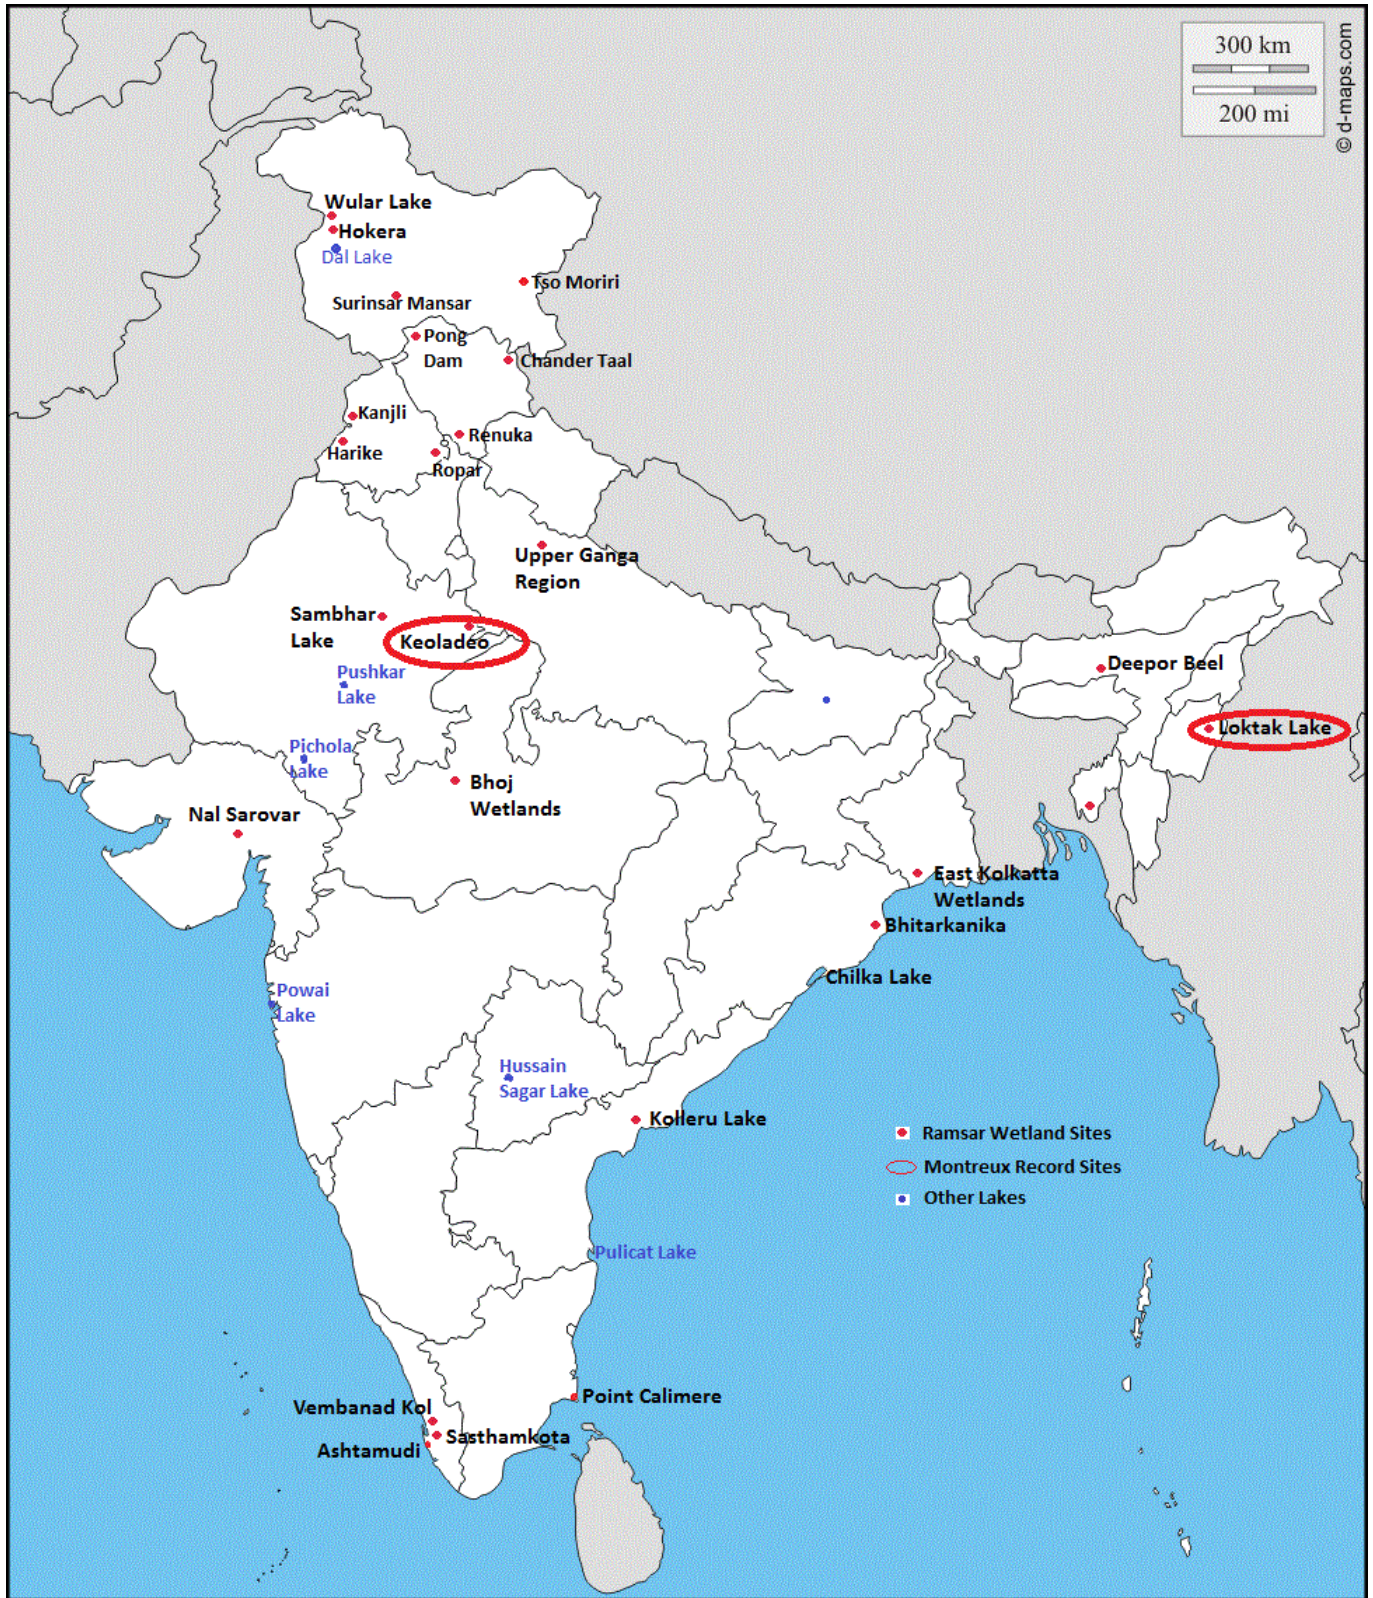 300 km
200 mi
© d-maps.com
Wular Lake
Hokera
Dal Lake
Tso Moriri
Surinsar Mansar
Pong
Dam
Chander Taal
Kanjli
Renuka
Harike
Ropar
Upper Ganga
Region
Sambhar
Lake
Keoladeo
Pushkar
Lake
Deepor Beel
Loktak Lake
Pichola
Lake
Bhoj
Wetlands
Nal Sarovar
East Kolkatta
Wetlands
Bhitarkanika
Chilka Lake
Powai
Lake
Hussain
Sagar Lake
Kolleru Lake
Ramsar Wetland Sites
Montreux Record Sites
Other Lakes
Pulicat Lake
Point Calimere
Vembanad Kol
Sasthamkota
Ashtamudi